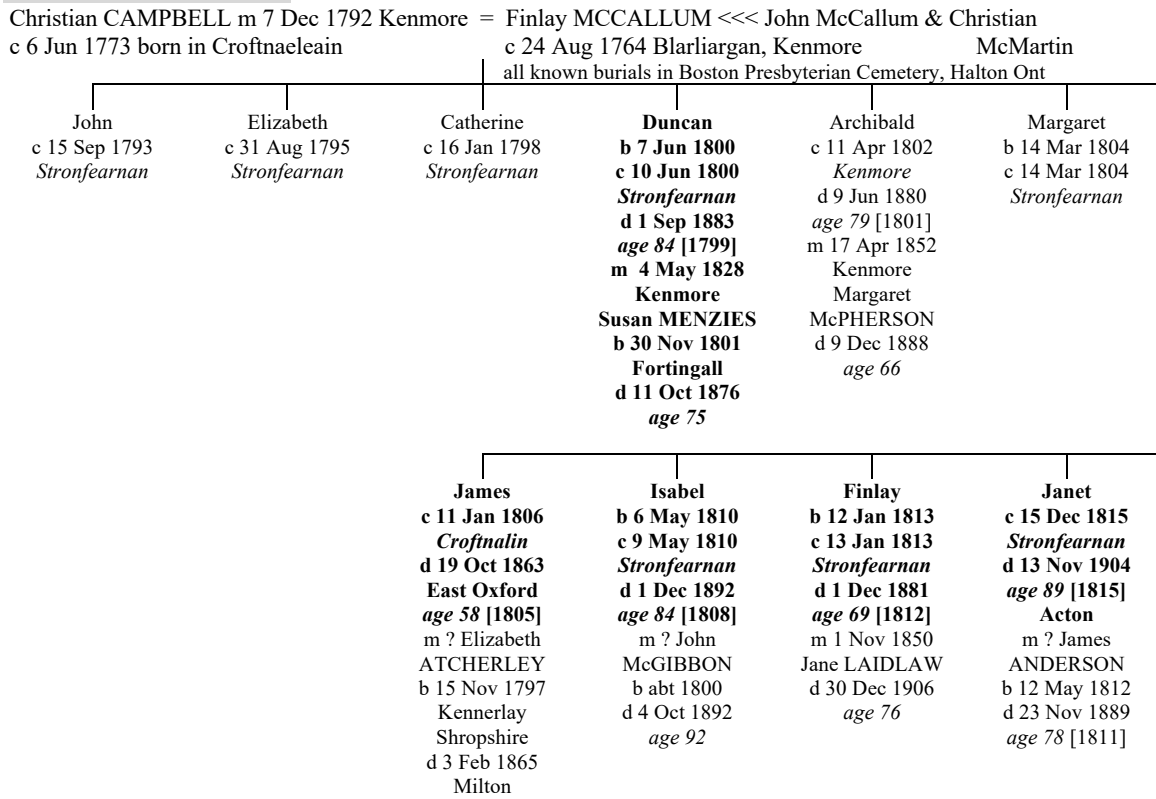 Christian CAMPBELL m 7 Dec 1792 Kenmore = Finlay MCCALLUM <<< John McCallum & Christian
c 6 Jun 1773 born in Croftnaeleain c 24 Aug 1764 Blarliargan, Kenmore McMartin
all known burials in Boston Presbyterian Cemetery, Halton Ont
John
c 15 Sep 1793
Stronfearnan
Elizabeth
c 31 Aug 1795
Stronfearnan
Catherine
c 16 Jan 1798
Stronfearnan
Duncan
b 7 Jun 1800
c 10 Jun 1800
Stronfearnan
d 1 Sep 1883
age 84 [1799]
m 4 May 1828
Kenmore
Susan MENZIES
b 30 Nov 1801
Fortingall
d 11 Oct 1876
age 75
Archibald
c 11 Apr 1802
Kenmore
d 9 Jun 1880
age 79 [1801]
m 17 Apr 1852
Kenmore
Margaret
McPHERSON
d 9 Dec 1888
age 66
Margaret
b 14 Mar 1804
c 14 Mar 1804
Stronfearnan
James
c 11 Jan 1806
Croftnalin
d 19 Oct 1863
East Oxford
age 58 [1805]
m ? Elizabeth
ATCHERLEY
b 15 Nov 1797
Kennerlay
Shropshire
d 3 Feb 1865
Milton
Isabel
b 6 May 1810
c 9 May 1810
Stronfearnan
d 1 Dec 1892
age 84 [1808]
m ? John
McGIBBON
b abt 1800
d 4 Oct 1892
age 92
Finlay
b 12 Jan 1813
c 13 Jan 1813
Stronfearnan
d 1 Dec 1881
age 69 [1812]
m 1 Nov 1850
Jane LAIDLAW
d 30 Dec 1906
age 76
Janet
c 15 Dec 1815
Stronfearnan
d 13 Nov 1904
age 89 [1815]
Acton
m ? James
ANDERSON
b 12 May 1812
d 23 Nov 1889
age 78 [1811]